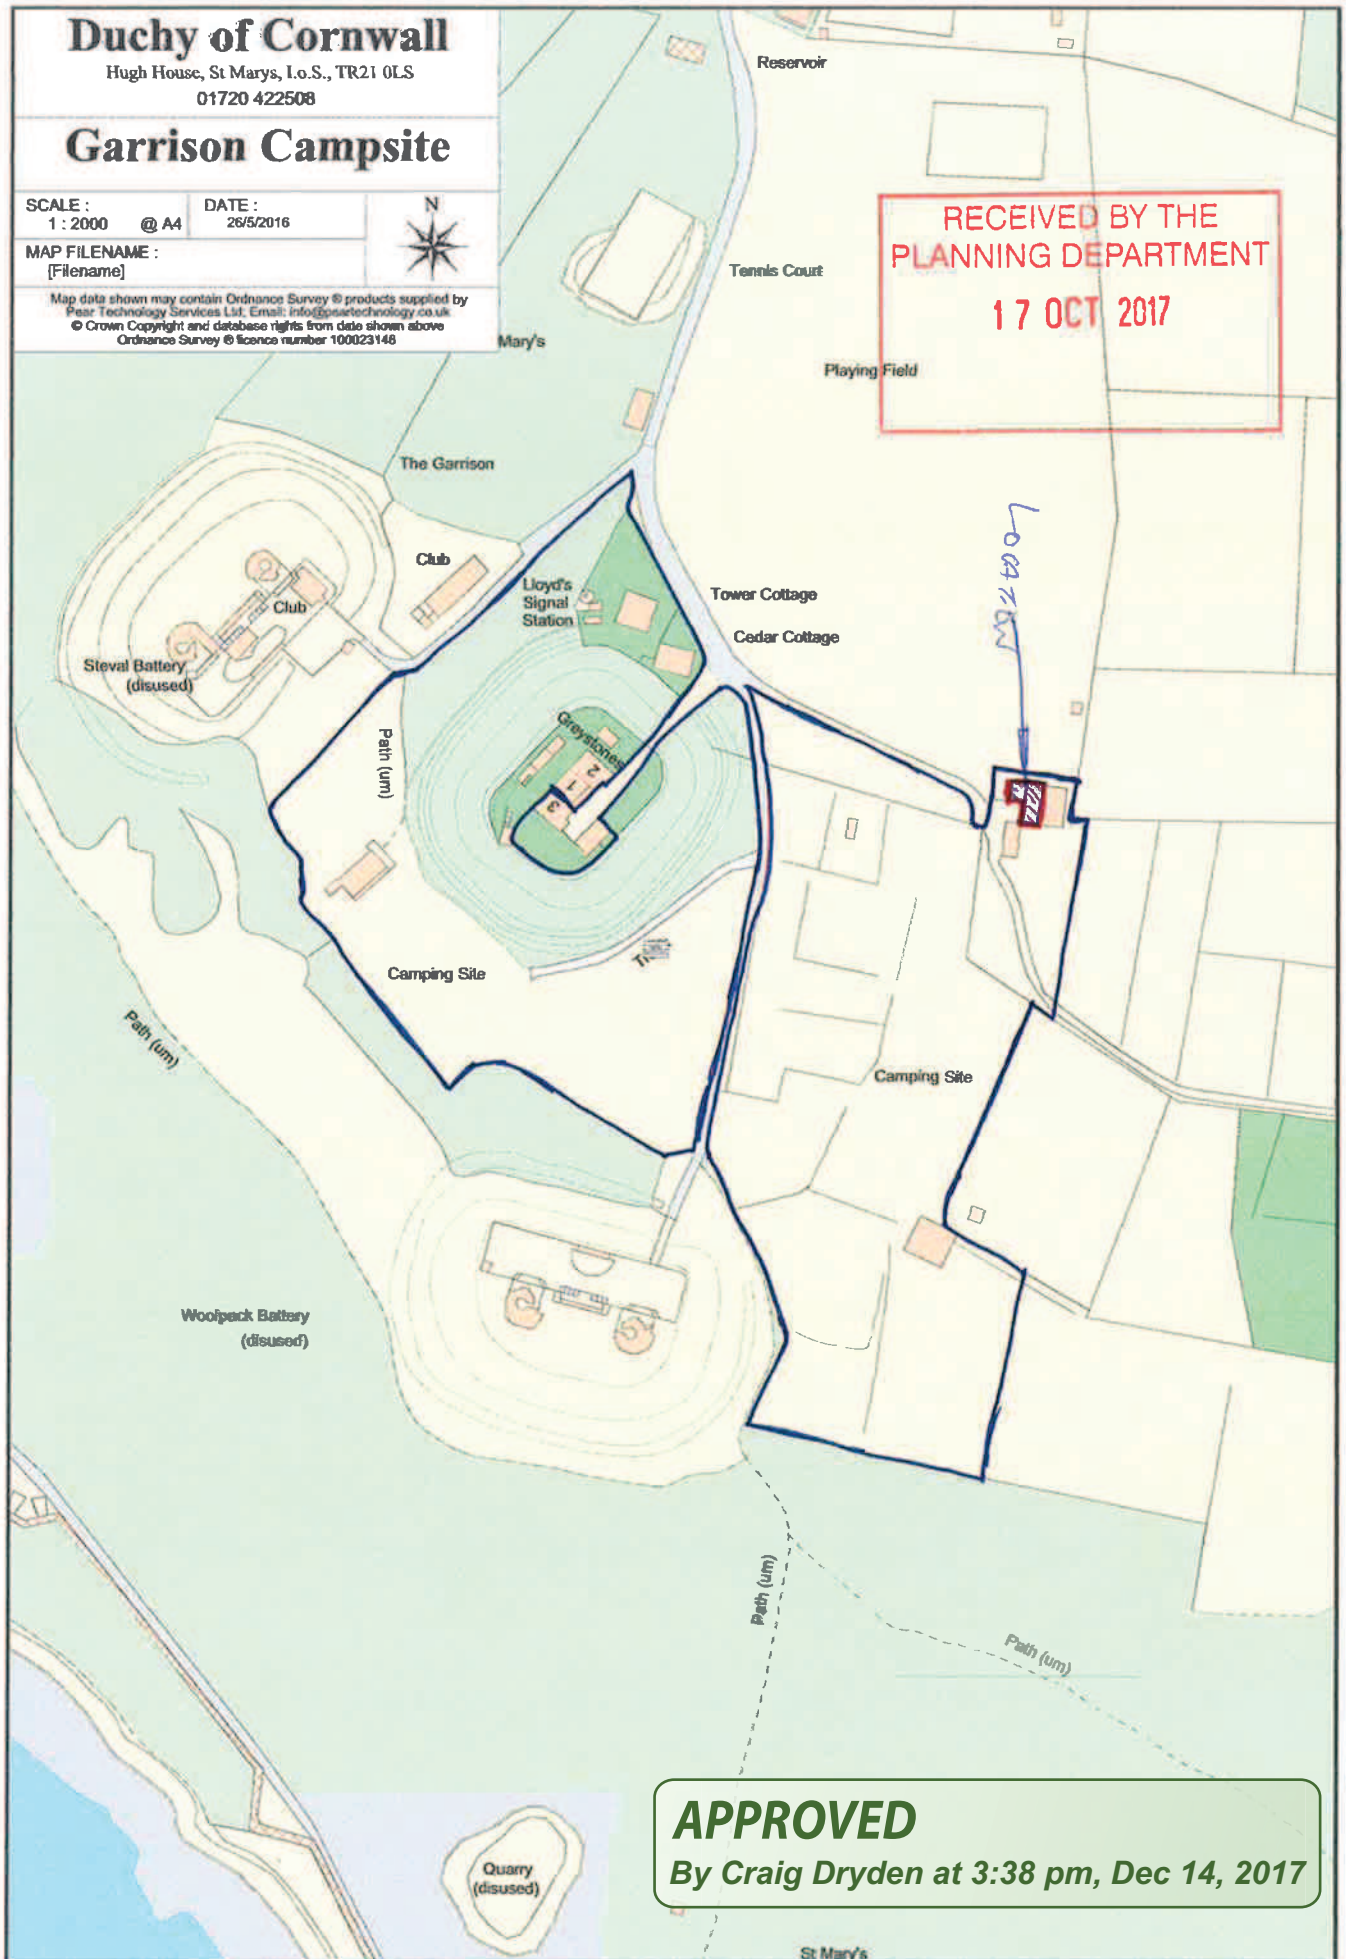 Duchy of Cornwall
Hugh House, St Marys, I.o.S., TR21 0LS
01720 422508
Garrison Campsite
SCALE :
1 : 2000 @ A4
DATE :
26/5/2016
N
MAP FILENAME :
[Filename]
Map data shown may contain Ordnance Survey ® products supplied by
Pear Technology Services Ltd; Email: info@peartechnology.co.uk
© Crown Copyright and database rights from date shown above
Ordnance Survey ® licence number 100023148
Reservoir
RECEIVED BY THE
PLANNING DEPARTMENT
17 OCT 2017
Tennis Court
Mary's
Playing Field
The Garrison
Club
Club
Lloyd's
Signal
Station
Tower Cottage
Cedar Cottage
LOCATION
Steval Battery
(disused)
Path (um)
Greystones
2
1
3
Camping Site
Path (um)
Camping Site
Woolpack Battery
(disused)
Path (um)
Path (um)
Quarry
(disused)
APPROVED
By Craig Dryden at 3:38 pm, Dec 14, 2017
St Mary's